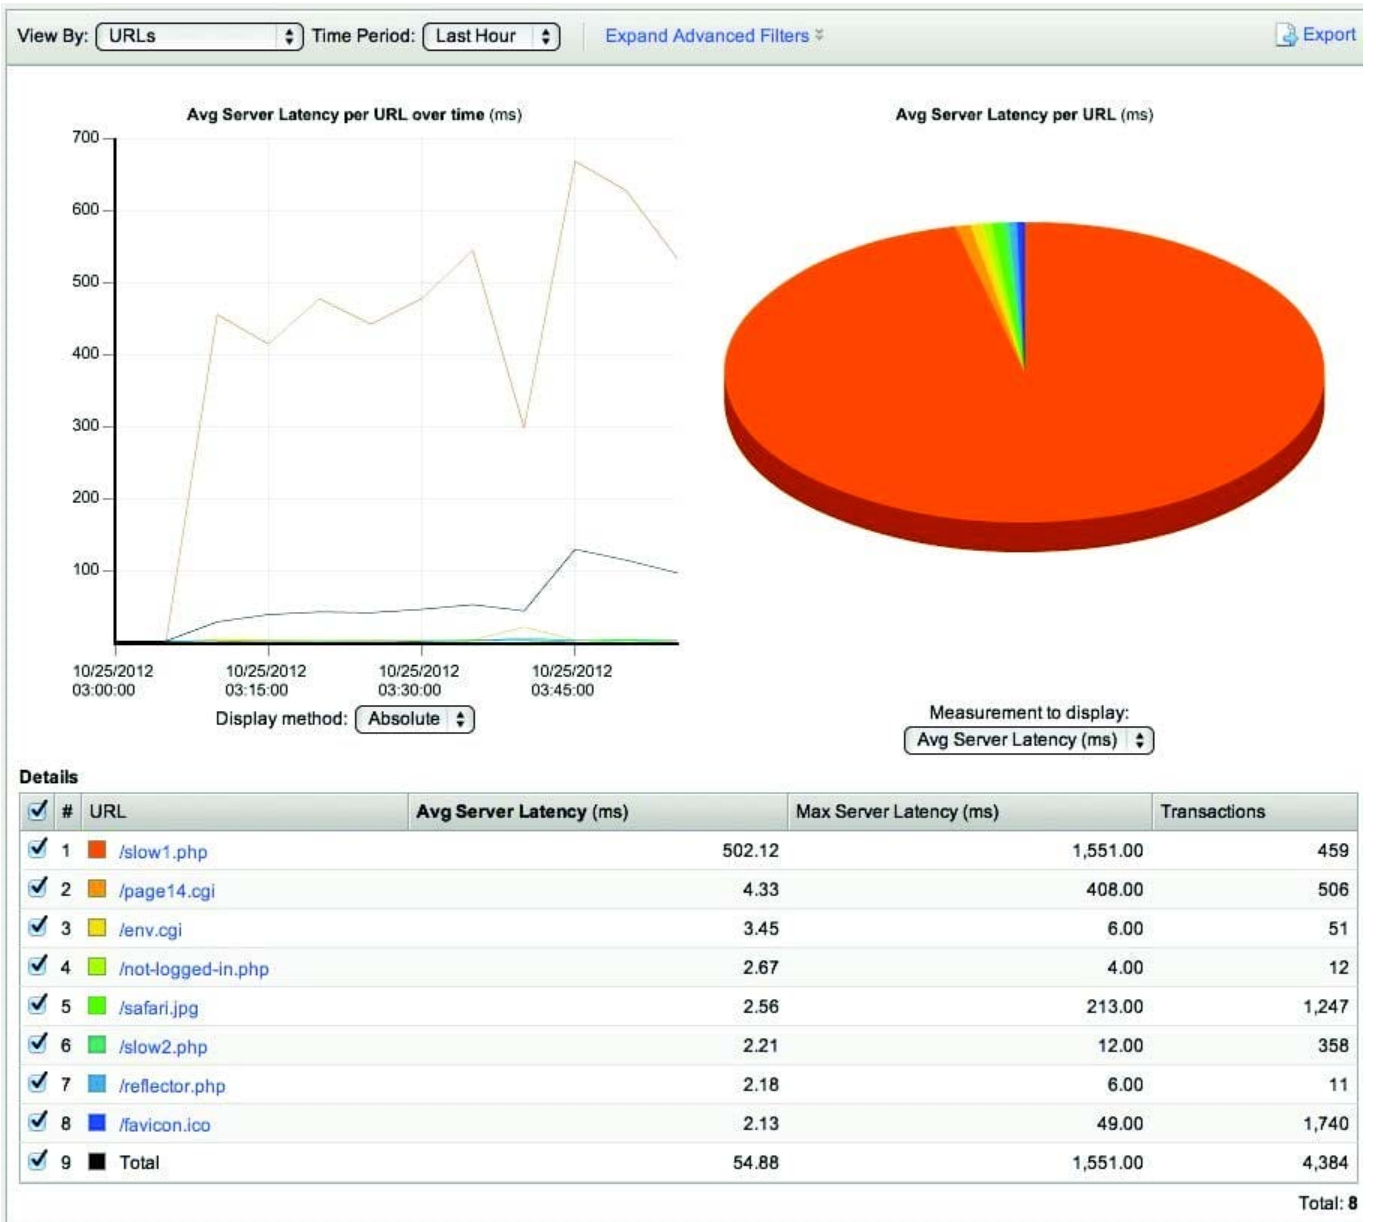 View By: URLs Time Period: Last Hour Expand Advanced Filters Export
Avg Server Latency per URL over time (ms)
700
600
500
400
300
200
100
10/25/2012 10/25/2012 10/25/2012 10/25/2012
03:00:00 03:15:00 03:30:00 03:45:00
Display method: Absolute
Avg Server Latency per URL (ms)
Measurement to display:
Avg Server Latency (ms)
Details
# URL Avg Server Latency (ms) Max Server Latency (ms) Transactions
1 /slow1.php 502.12 1,551.00 459
2 /page14.cgi 4.33 408.00 506
3 /env.cgi 3.45 6.00 51
4 /not-logged-in.php 2.67 4.00 12
5 /safari.jpg 2.56 213.00 1,247
6 /slow2.php 2.21 12.00 358
7 /reflector.php 2.18 6.00 11
8 /favicon.ico 2.13 49.00 1,740
9 Total 54.88 1,551.00 4,384
Total: 8